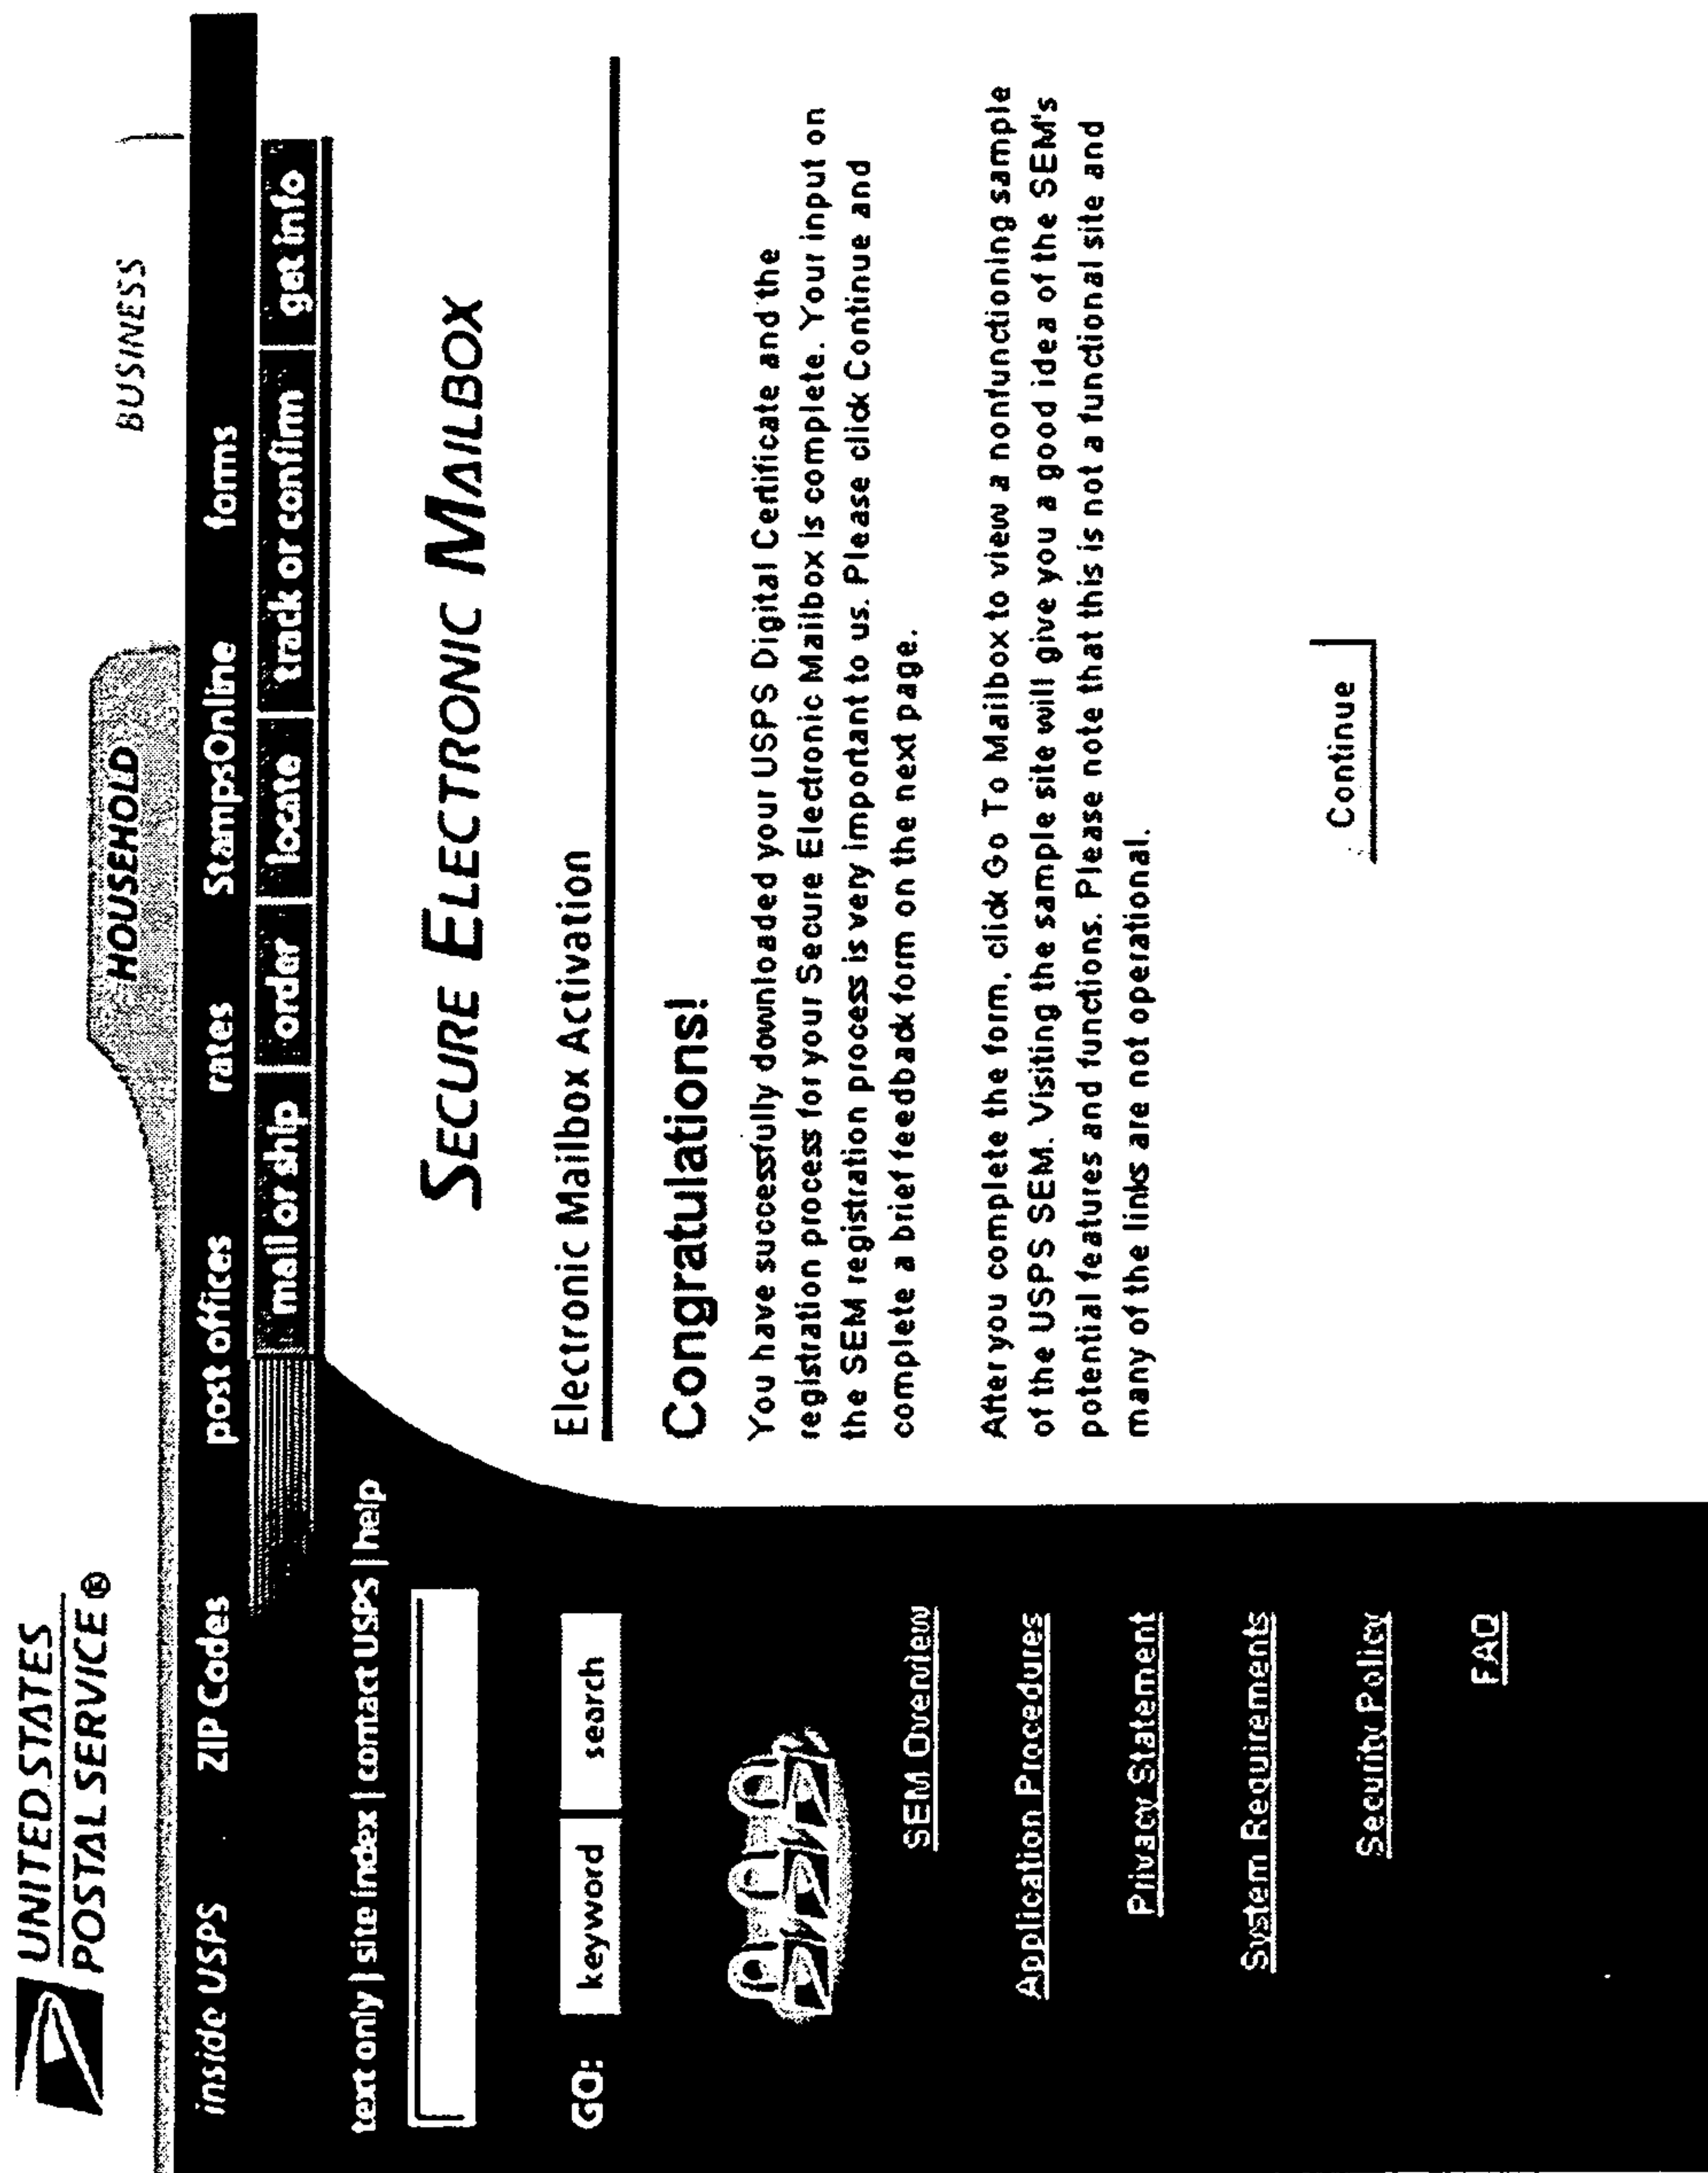 UNITED STATES
POSTAL SERVICE®
HOUSEHOLD
BUSINESS
inside USPS ZIP Codes post offices rates StampsOnline forms
mail or ship order locate track or confirm get info
text only | site index | contact USPS | help
GO: keyword search
SEM Overview
Application Procedures
Privacy Statement
System Requirements
Security Policy
FAQ
SECURE ELECTRONIC MAILBOX
Electronic Mailbox Activation
Congratulations!
You have successfully downloaded your USPS Digital Certificate and the
registration process for your Secure Electronic Mailbox is complete. Your input on
the SEM registration process is very important to us. Please click Continue and
complete a brief feedback form on the next page.
After you complete the form, click Go To Mailbox to view a nonfunctioning sample
of the USPS SEM. Visiting the sample site will give you a good idea of the SEM's
potential features and functions. Please note that this is not a functional site and
many of the links are not operational.
Continue